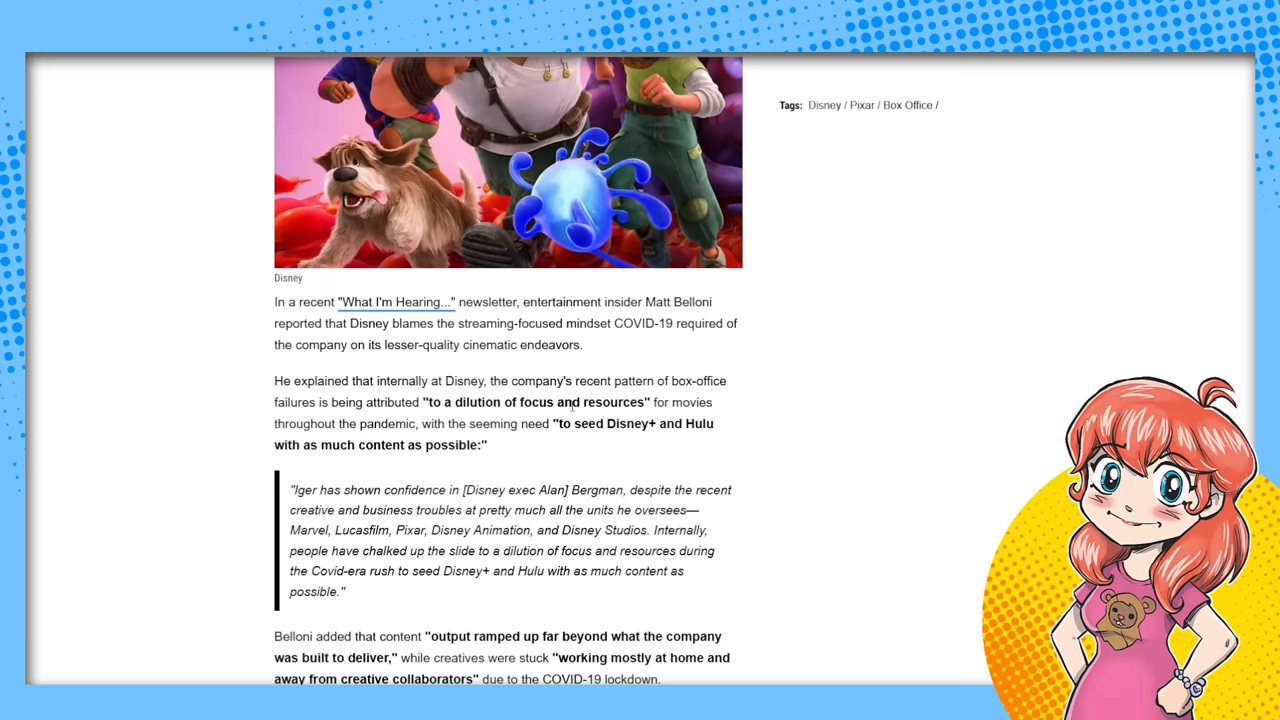 Tags: Disney / Pixar / Box Office /
Disney
In a recent "What I'm Hearing..." newsletter, entertainment insider Matt Belloni
reported that Disney blames the streaming-focused mindset COVID-19 required of
the company on its lesser-quality cinematic endeavors.
He explained that internally at Disney, the company's recent pattern of box-office
failures is being attributed "to a dilution of focus and resources" for movies
throughout the pandemic, with the seeming need "to seed Disney+ and Hulu
with as much content as possible:"
"Iger has shown confidence in [Disney exec Alan] Bergman, despite the recent
creative and business troubles at pretty much all the units he oversees—
Marvel, Lucasfilm, Pixar, Disney Animation, and Disney Studios. Internally,
people have chalked up the slide to a dilution of focus and resources during
the Covid-era rush to seed Disney+ and Hulu with as much content as
possible."
Belloni added that content "output ramped up far beyond what the company
was built to deliver," while creatives were stuck "working mostly at home and
away from creative collaborators" due to the COVID-19 lockdown.